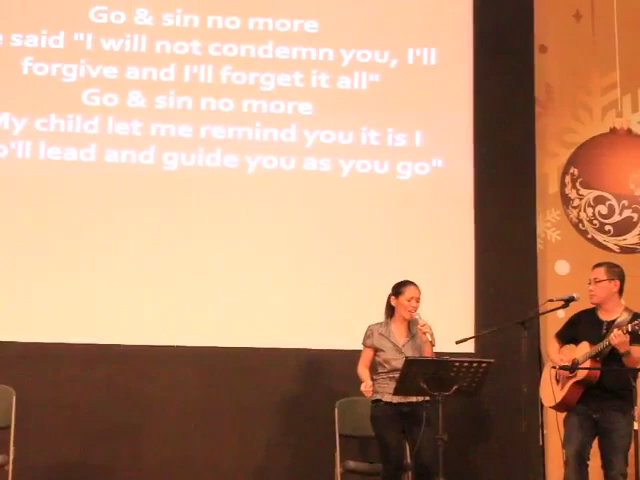 Go & sin no more
said "I will not condemn you, I'll
forgive and I'll forget it all"
Go & sin no more
My child let me remind you it is I
o'll lead and guide you as you go"